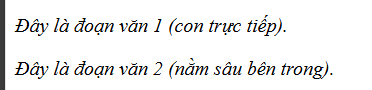 Đây là đoạn văn 1 (con trực tiếp).
Đây là đoạn văn 2 (nằm sâu bên trong).